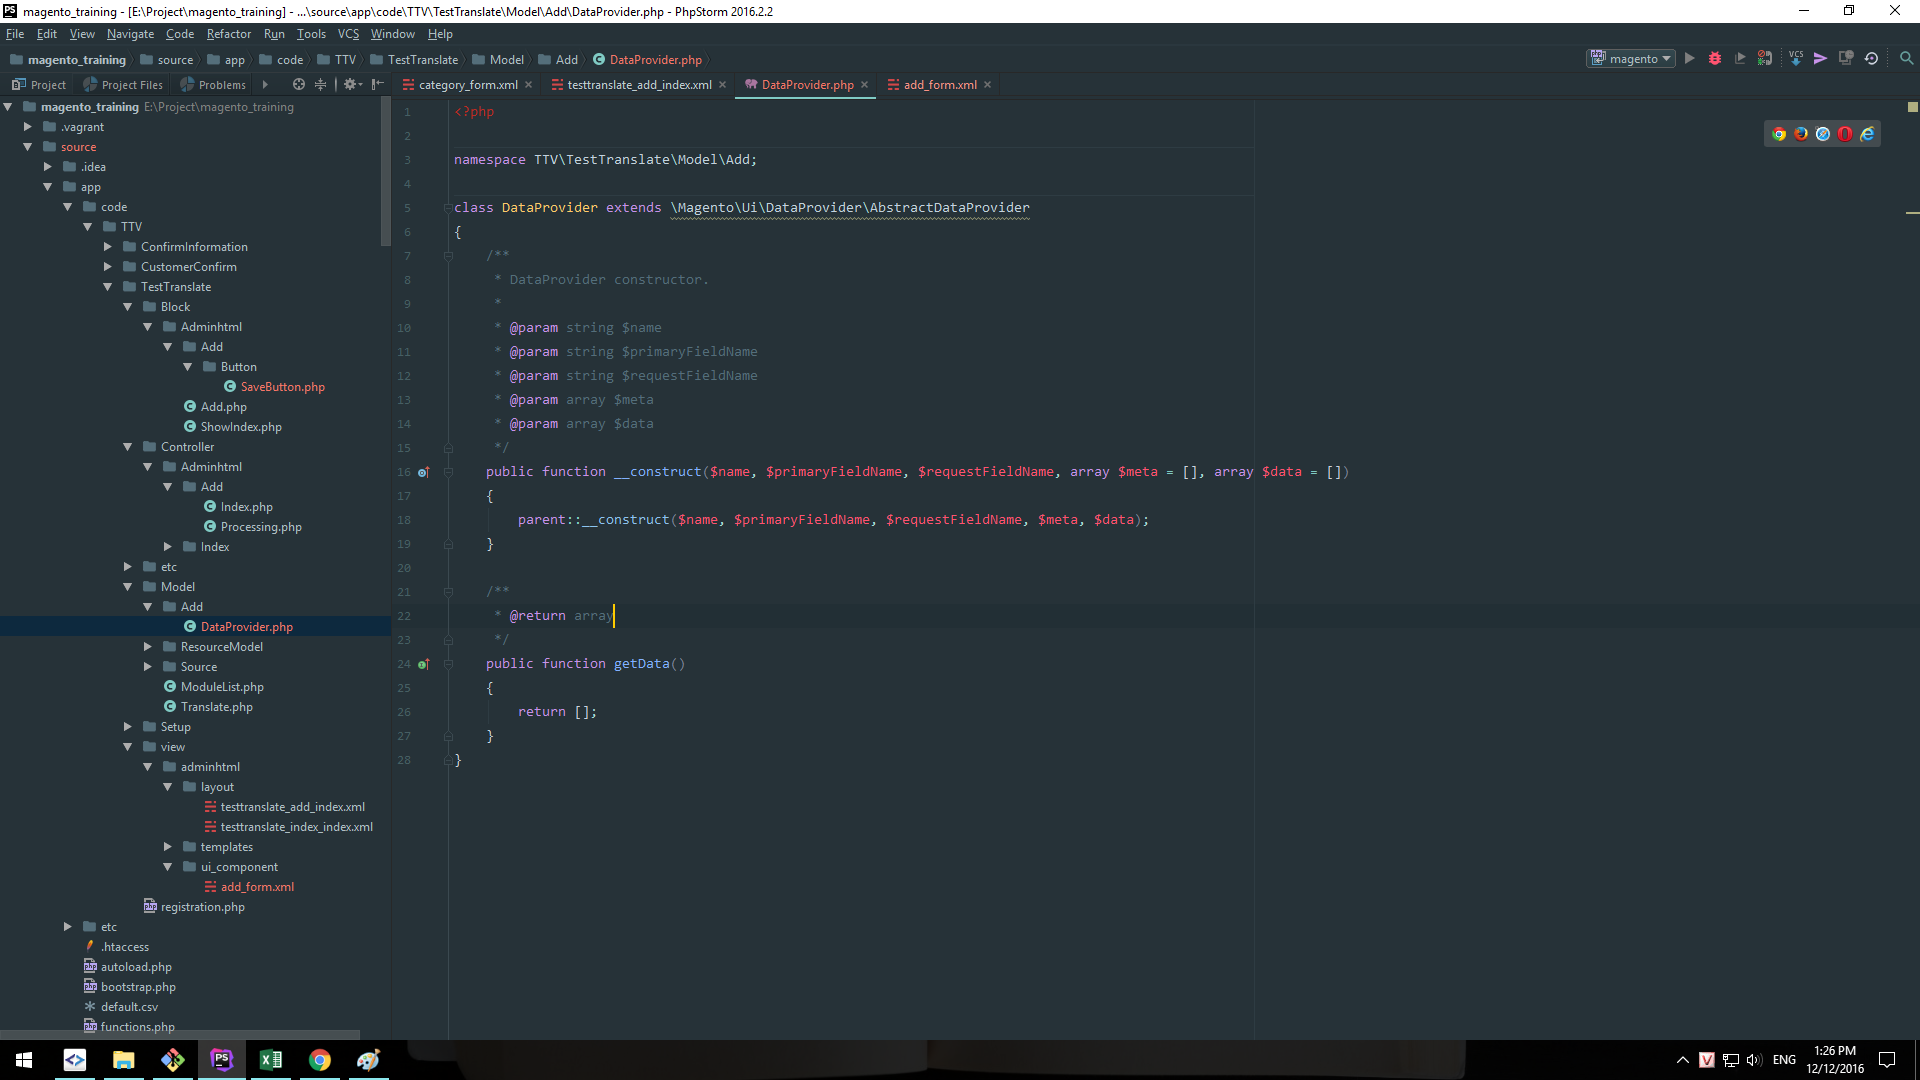 magento_training - [E:\Project\magento_training] - ...\source\app\code\TTV\TestTranslate\Model\Add\DataProvider.php - PhpStorm 2016.2.2
File Edit View Navigate Code Refactor Run Tools VCS Window Help
magento_training source app code TTV TestTranslate Model Add DataProvider.php magento VCS
Project Project Files Problems
category_form.xml testtranslate_add_index.xml DataProvider.php add_form.xml
magento_training E:\Project\magento_training
.vagrant
source
.idea
app
code
TTV
ConfirmInformation
CustomerConfirm
TestTranslate
Block
Adminhtml
Add
Button
SaveButton.php
Add.php
ShowIndex.php
Controller
Adminhtml
Add
Index.php
Processing.php
Index
etc
Model
Add
DataProvider.php
ResourceModel
Source
ModuleList.php
Translate.php
Setup
view
adminhtml
layout
testtranslate_add_index.xml
testtranslate_index_index.xml
templates
ui_component
add_form.xml
registration.php
etc
.htaccess
autoload.php
bootstrap.php
default.csv
functions.php
1 <?php
2
3 namespace TTV\TestTranslate\Model\Add;
4
5 class DataProvider extends \Magento\Ui\DataProvider\AbstractDataProvider
6 {
7 /**
8 * DataProvider constructor.
9 *
10 * @param string $name
11 * @param string $primaryFieldName
12 * @param string $requestFieldName
13 * @param array $meta
14 * @param array $data
15 */
16 public function __construct($name, $primaryFieldName, $requestFieldName, array $meta = [], array $data = [])
17 {
18 parent::__construct($name, $primaryFieldName, $requestFieldName, $meta, $data);
19 }
20
21 /**
22 * @return array
23 */
24 public function getData()
25 {
26 return [];
27 }
28 }
ENG
1:26 PM
12/12/2016